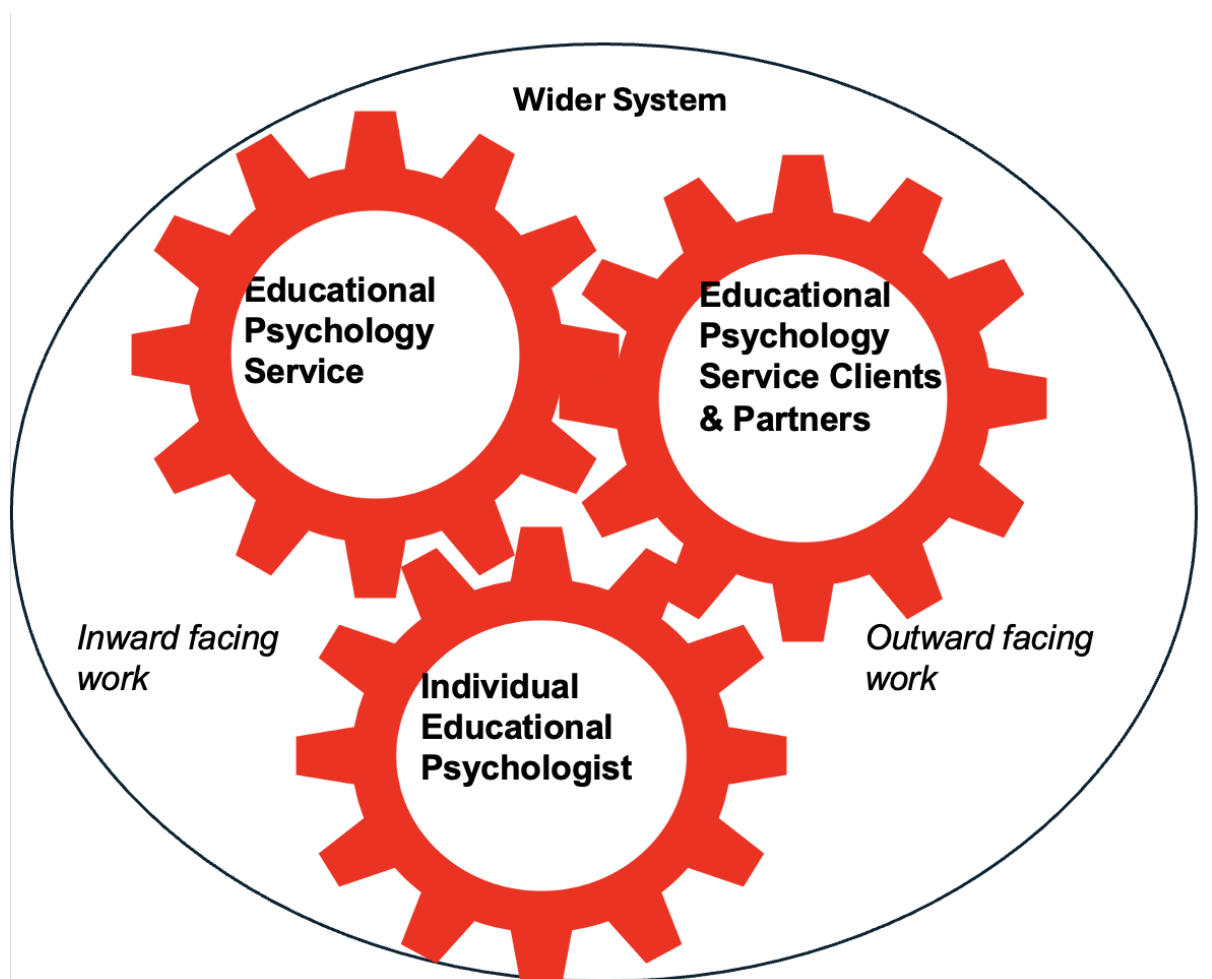 Wider System
Educational
Psychology
Service
Educational
Psychology
Service Clients
& Partners
Inward facing
work
Outward facing
work
Individual
Educational
Psychologist